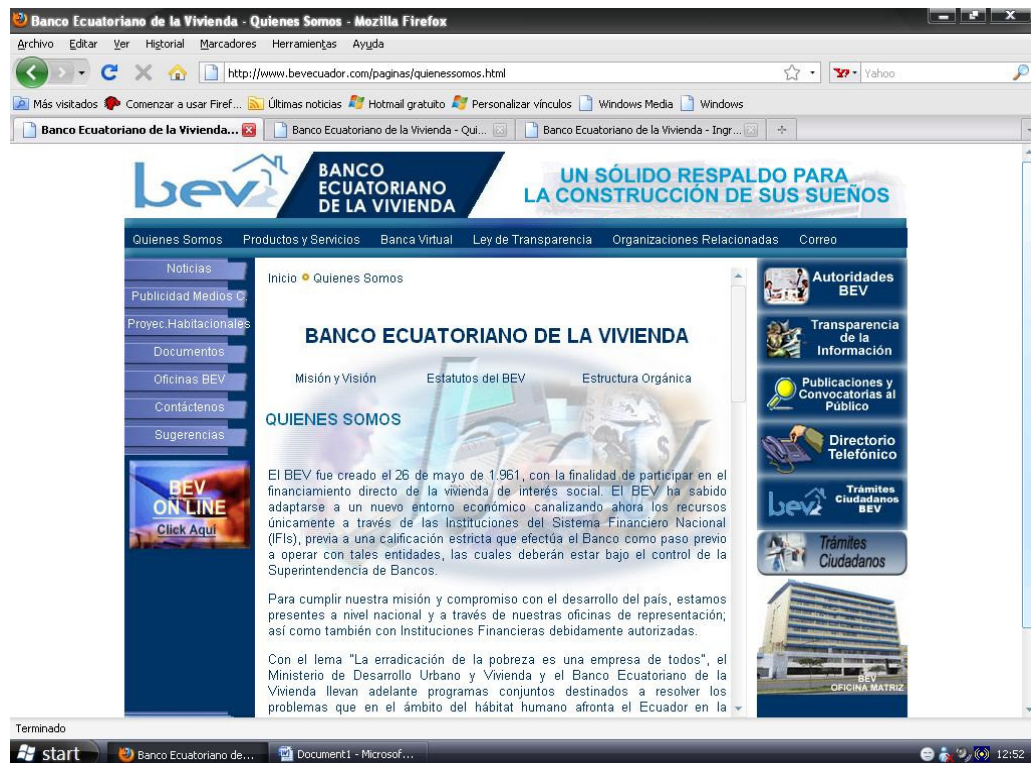 Banco Ecuatoriano de la Vivienda - Quienes Somos - Mozilla Firefox
Archivo Editar Ver Historial Marcadores Herramientas Ayuda
http://www.bevecuador.com/paginas/quienessomos.html
Yahoo
Más visitados Comenzar a usar Firef... Últimas noticias Hotmail gratuito Personalizar vínculos Windows Media Windows
Banco Ecuatoriano de la Vivienda... Banco Ecuatoriano de la Vivienda - Qui... Banco Ecuatoriano de la Vivienda - Ingr...
bev
BANCO
ECUATORIANO
DE LA VIVIENDA
UN SÓLIDO RESPALDO PARA
LA CONSTRUCCIÓN DE SUS SUEÑOS
Quienes Somos Productos y Servicios Banca Virtual Ley de Transparencia Organizaciones Relacionadas Correo
Noticias
Publicidad Medios C.
Proyec.Habitacionales
Documentos
Oficinas BEV
Contáctenos
Sugerencias
BEV
ON LINE
Click Aquí
Inicio Quienes Somos
BANCO ECUATORIANO DE LA VIVIENDA
Misión y Visión Estatutos del BEV Estructura Orgánica
QUIENES SOMOS
El BEV fue creado el 26 de mayo de 1.961, con la finalidad de participar en el
financiamiento directo de la vivienda de interés social. El BEV ha sabido
adaptarse a un nuevo entorno económico canalizando ahora los recursos
únicamente a través de las Instituciones del Sistema Financiero Nacional
(IFIs), previa a una calificación estricta que efectúa el Banco como paso previo
a operar con tales entidades, las cuales deberán estar bajo el control de la
Superintendencia de Bancos.
Para cumplir nuestra misión y compromiso con el desarrollo del país, estamos
presentes a nivel nacional y a través de nuestras oficinas de representación;
así como también con Instituciones Financieras debidamente autorizadas.
Con el lema "La erradicación de la pobreza es una empresa de todos", el
Ministerio de Desarrollo Urbano y Vivienda y el Banco Ecuatoriano de la
Vivienda llevan adelante programas conjuntos destinados a resolver los
problemas que en el ámbito del hábitat humano afronta el Ecuador en la
bev
Autoridades
BEV
Transparencia
de la
Información
Publicaciones y
Convocatorias al
Público
Directorio
Telefónico
bev
Trámites
Ciudadanos
BEV
Trámites
Ciudadanos
BEV
OFICINA MATRIZ
Terminado
start Banco Ecuatoriano de... Document1 - Microsof... 12:52